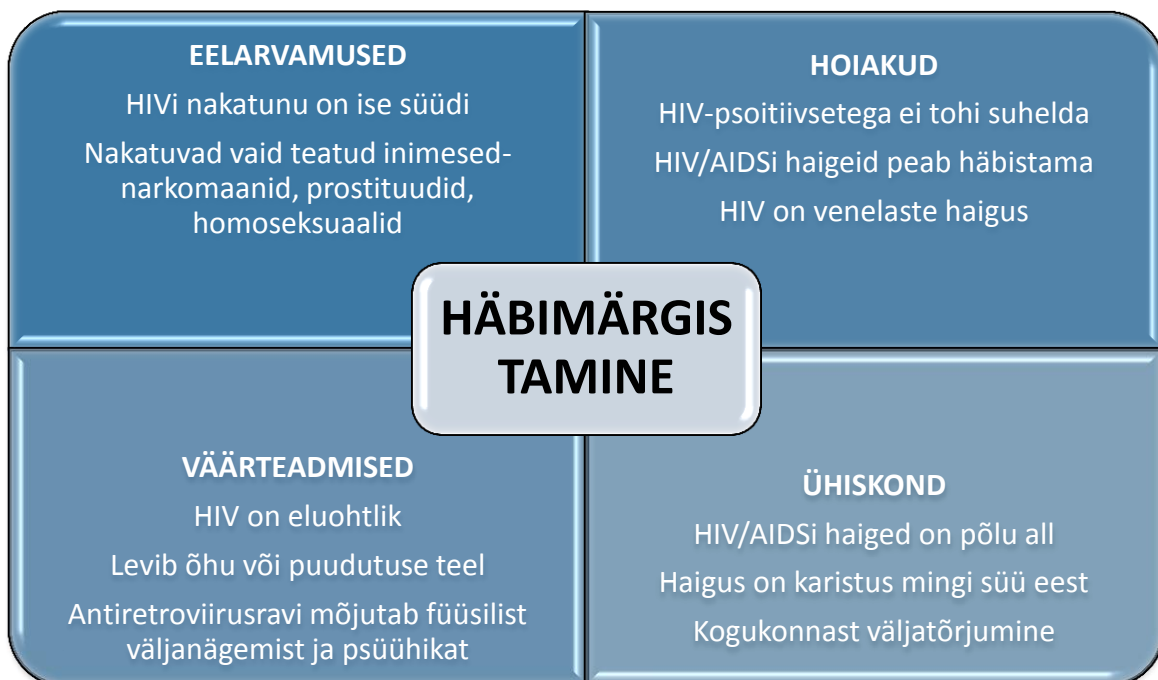 EELARVAMUSED
HIVi nakatunu on ise süüdi
Nakatuvad vaid teatud inimesed-
narkomaanid, prostituudid,
homoseksuaalid
HOIAKUD
HIV-psoitiivsetega ei tohi suhelda
HIV/AIDSi haigeid peab häbistama
HIV on venelaste haigus
HÄBIMÄRGIS
TAMINE
VÄÄRTEADMISED
HIV on eluohtlik
Levib õhu või puudutuse teel
Antiretroviirusravi mõjutab füüsilist
väljanägemist ja psüühikat
ÜHISKOND
HIV/AIDSi haiged on põlu all
Haigus on karistus mingi süü eest
Kogukonnast väljatõrjumine